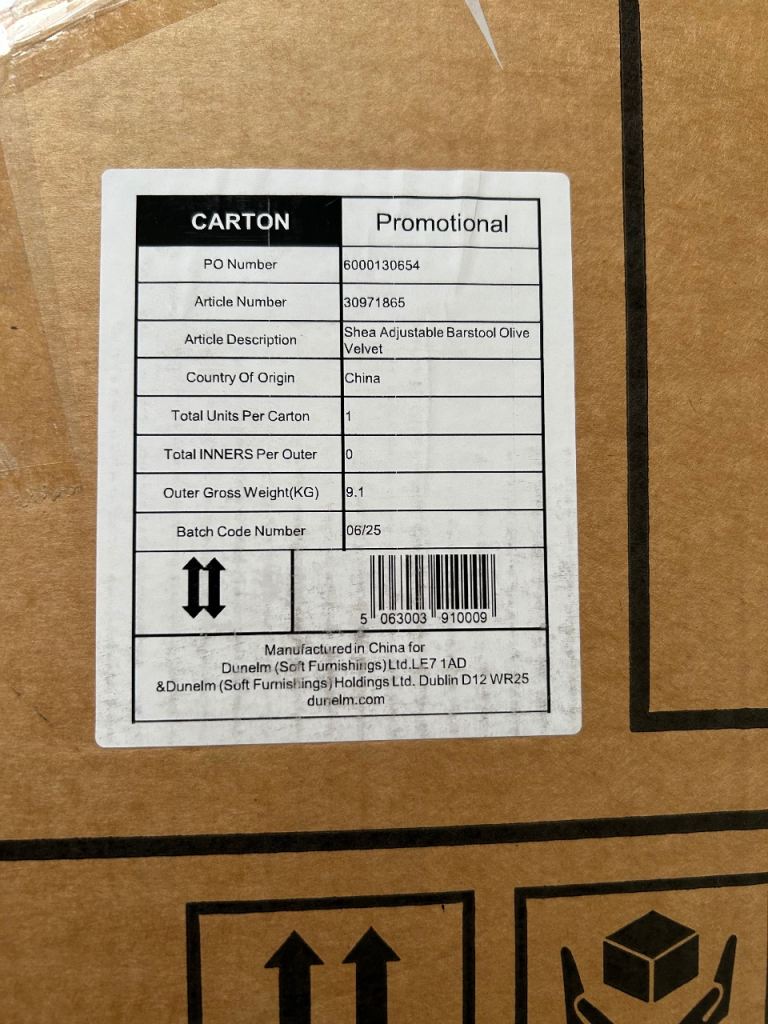 CARTON Promotional
PO Number 6000130654
Article Number 30971865
Article Description Shea Adjustable Barstool Olive
Velvet
Country Of Origin China
Total Units Per Carton 1
Total INNERS Per Outer 0
Outer Gross Weight(KG) 9.1
Batch Code Number 06/25
5 063003 910009
Manufactured in China for
Dunelm (Soft Furnishings) Ltd.LE7 1AD
&Dunelm (Soft Furnishings) Holdings Ltd. Dublin D12 WR25
dunelm.com